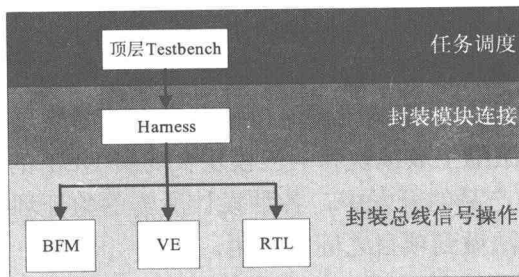 顶层Testbench
任务调度
Harness
封装模块连接
封装总线信号操作
BFM
VE
RTL